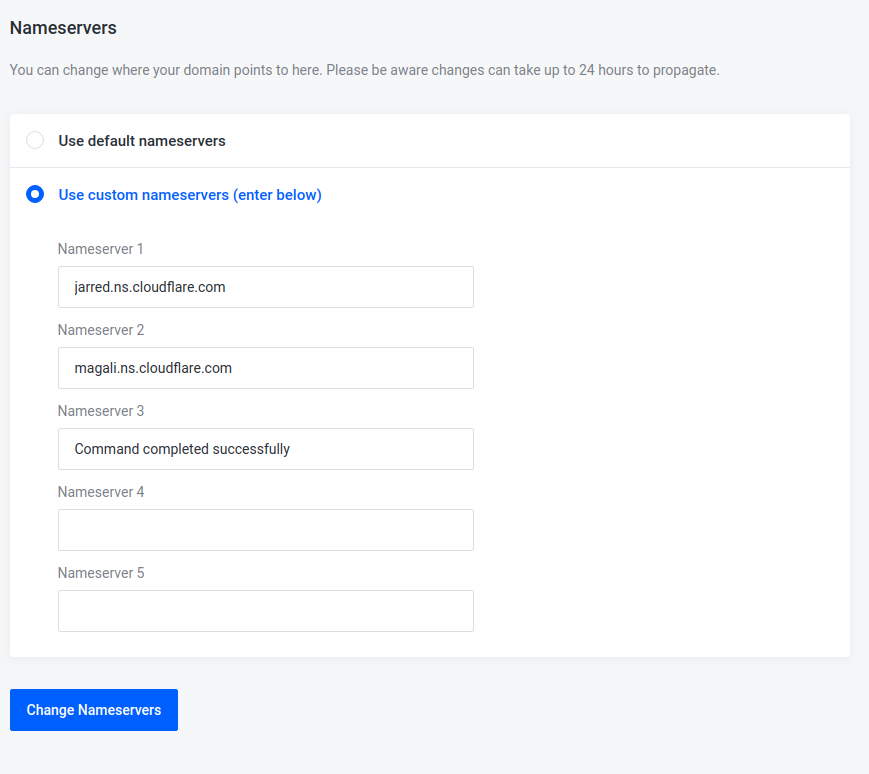 Nameservers
You can change where your domain points to here. Please be aware changes can take up to 24 hours to propagate.
Use default nameservers
Use custom nameservers (enter below)
Nameserver 1
jarred.ns.cloudflare.com
Nameserver 2
magali.ns.cloudflare.com
Nameserver 3
Command completed successfully
Nameserver 4
Nameserver 5
Change Nameservers